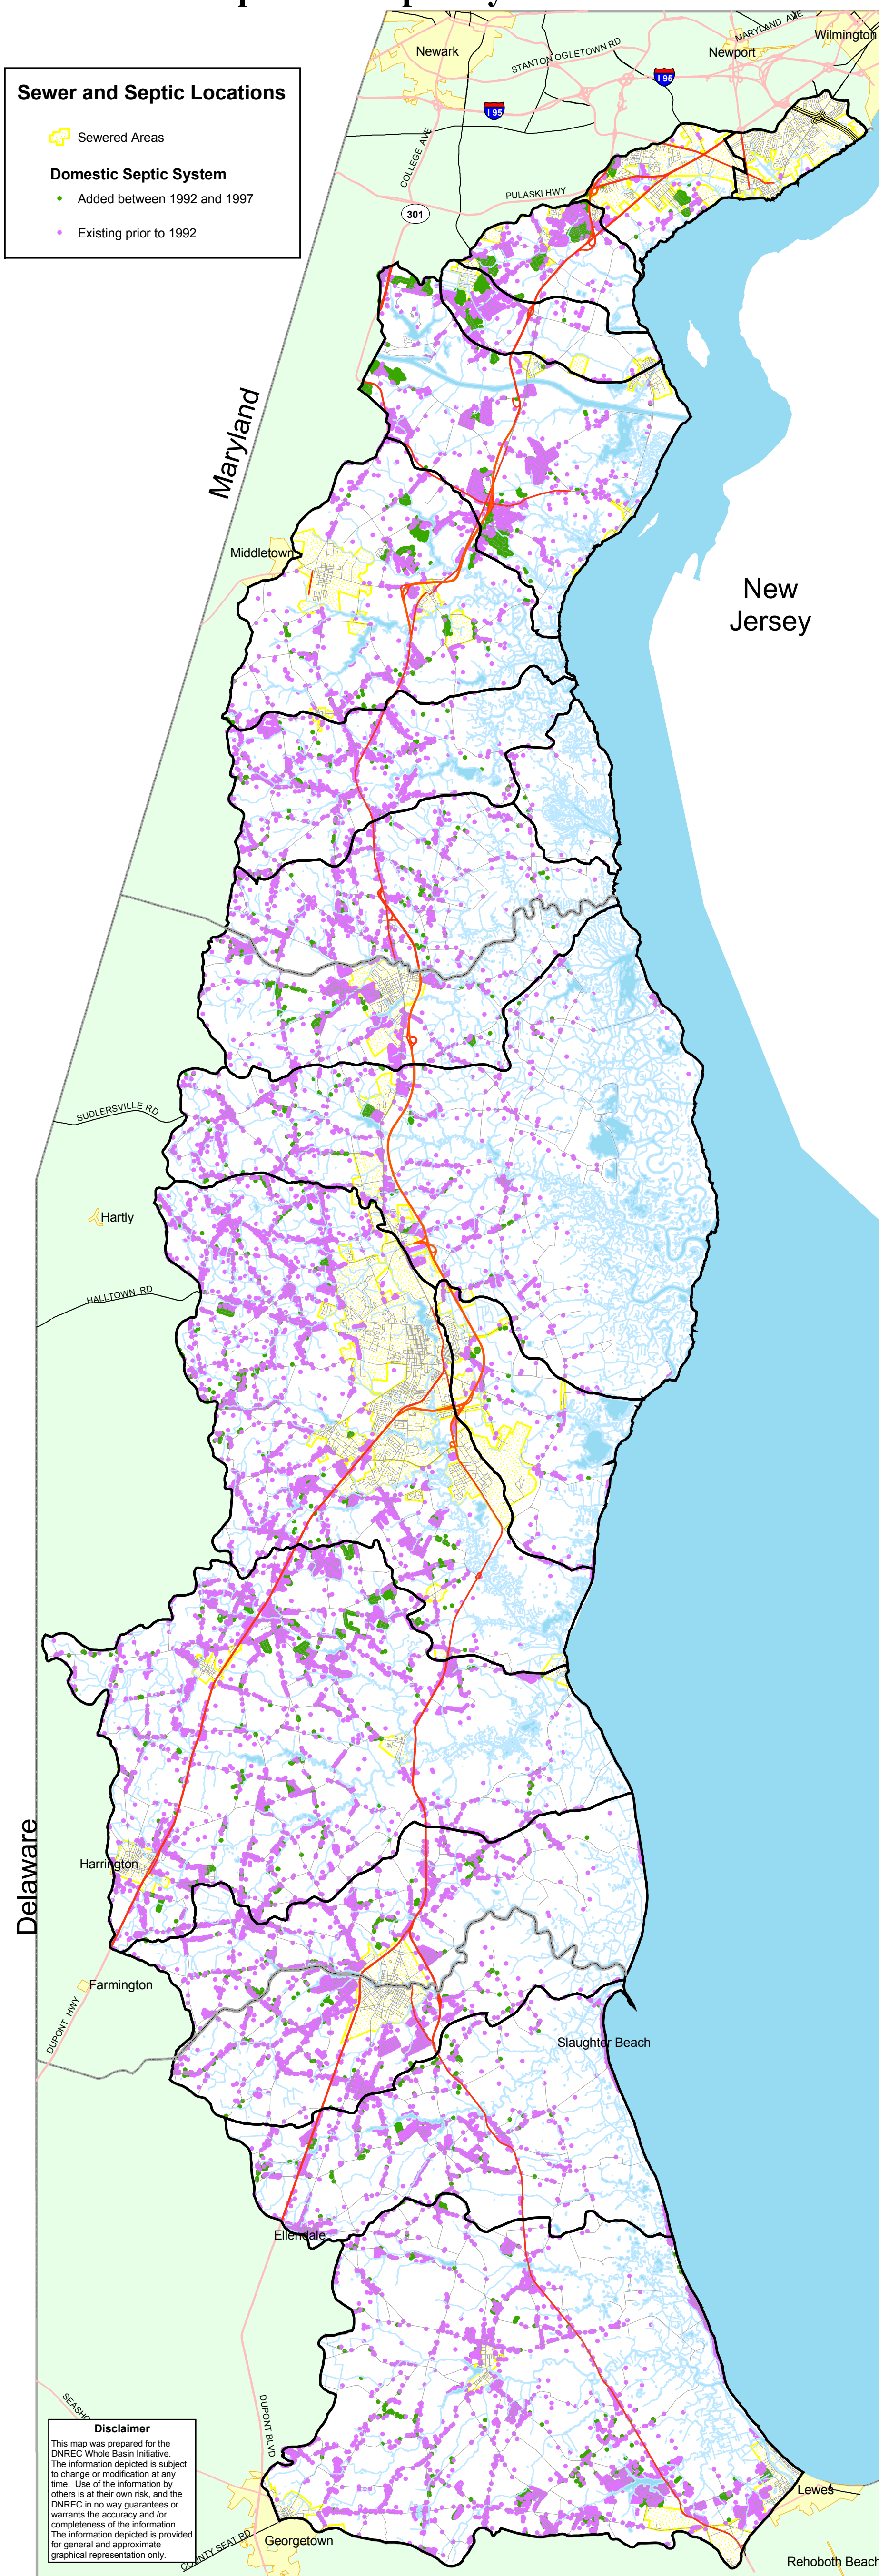 Newark
STANTON OGLETOWN RD
MARYLAND AVE
Newport
Wilmington
I 95
I 95
Sewer and Septic Locations
Sewered Areas
Domestic Septic System
Added between 1992 and 1997
Existing prior to 1992
COLLEGE AVE
PULASKI HWY
301
Maryland
Middletown
New
Jersey
SUDLERSVILLE RD
Hartly
HALLTOWN RD
Delaware
Harrington
Farmington
DUPONT HWY
Slaughter Beach
Ellendale
DUPONT BLVD
Disclaimer
This map was prepared for the
DNREC Whole Basin Initiative.
The information depicted is subject
to change or modification at any
time. Use of the information by
others is at their own risk, and the
DNREC in no way guarantees or
warrants the accuracy and /or
completeness of the information.
The information depicted is provided
for general and approximate
graphical representation only.
Lewes
Georgetown
COUNTY SEAT RD
Rehoboth Beach